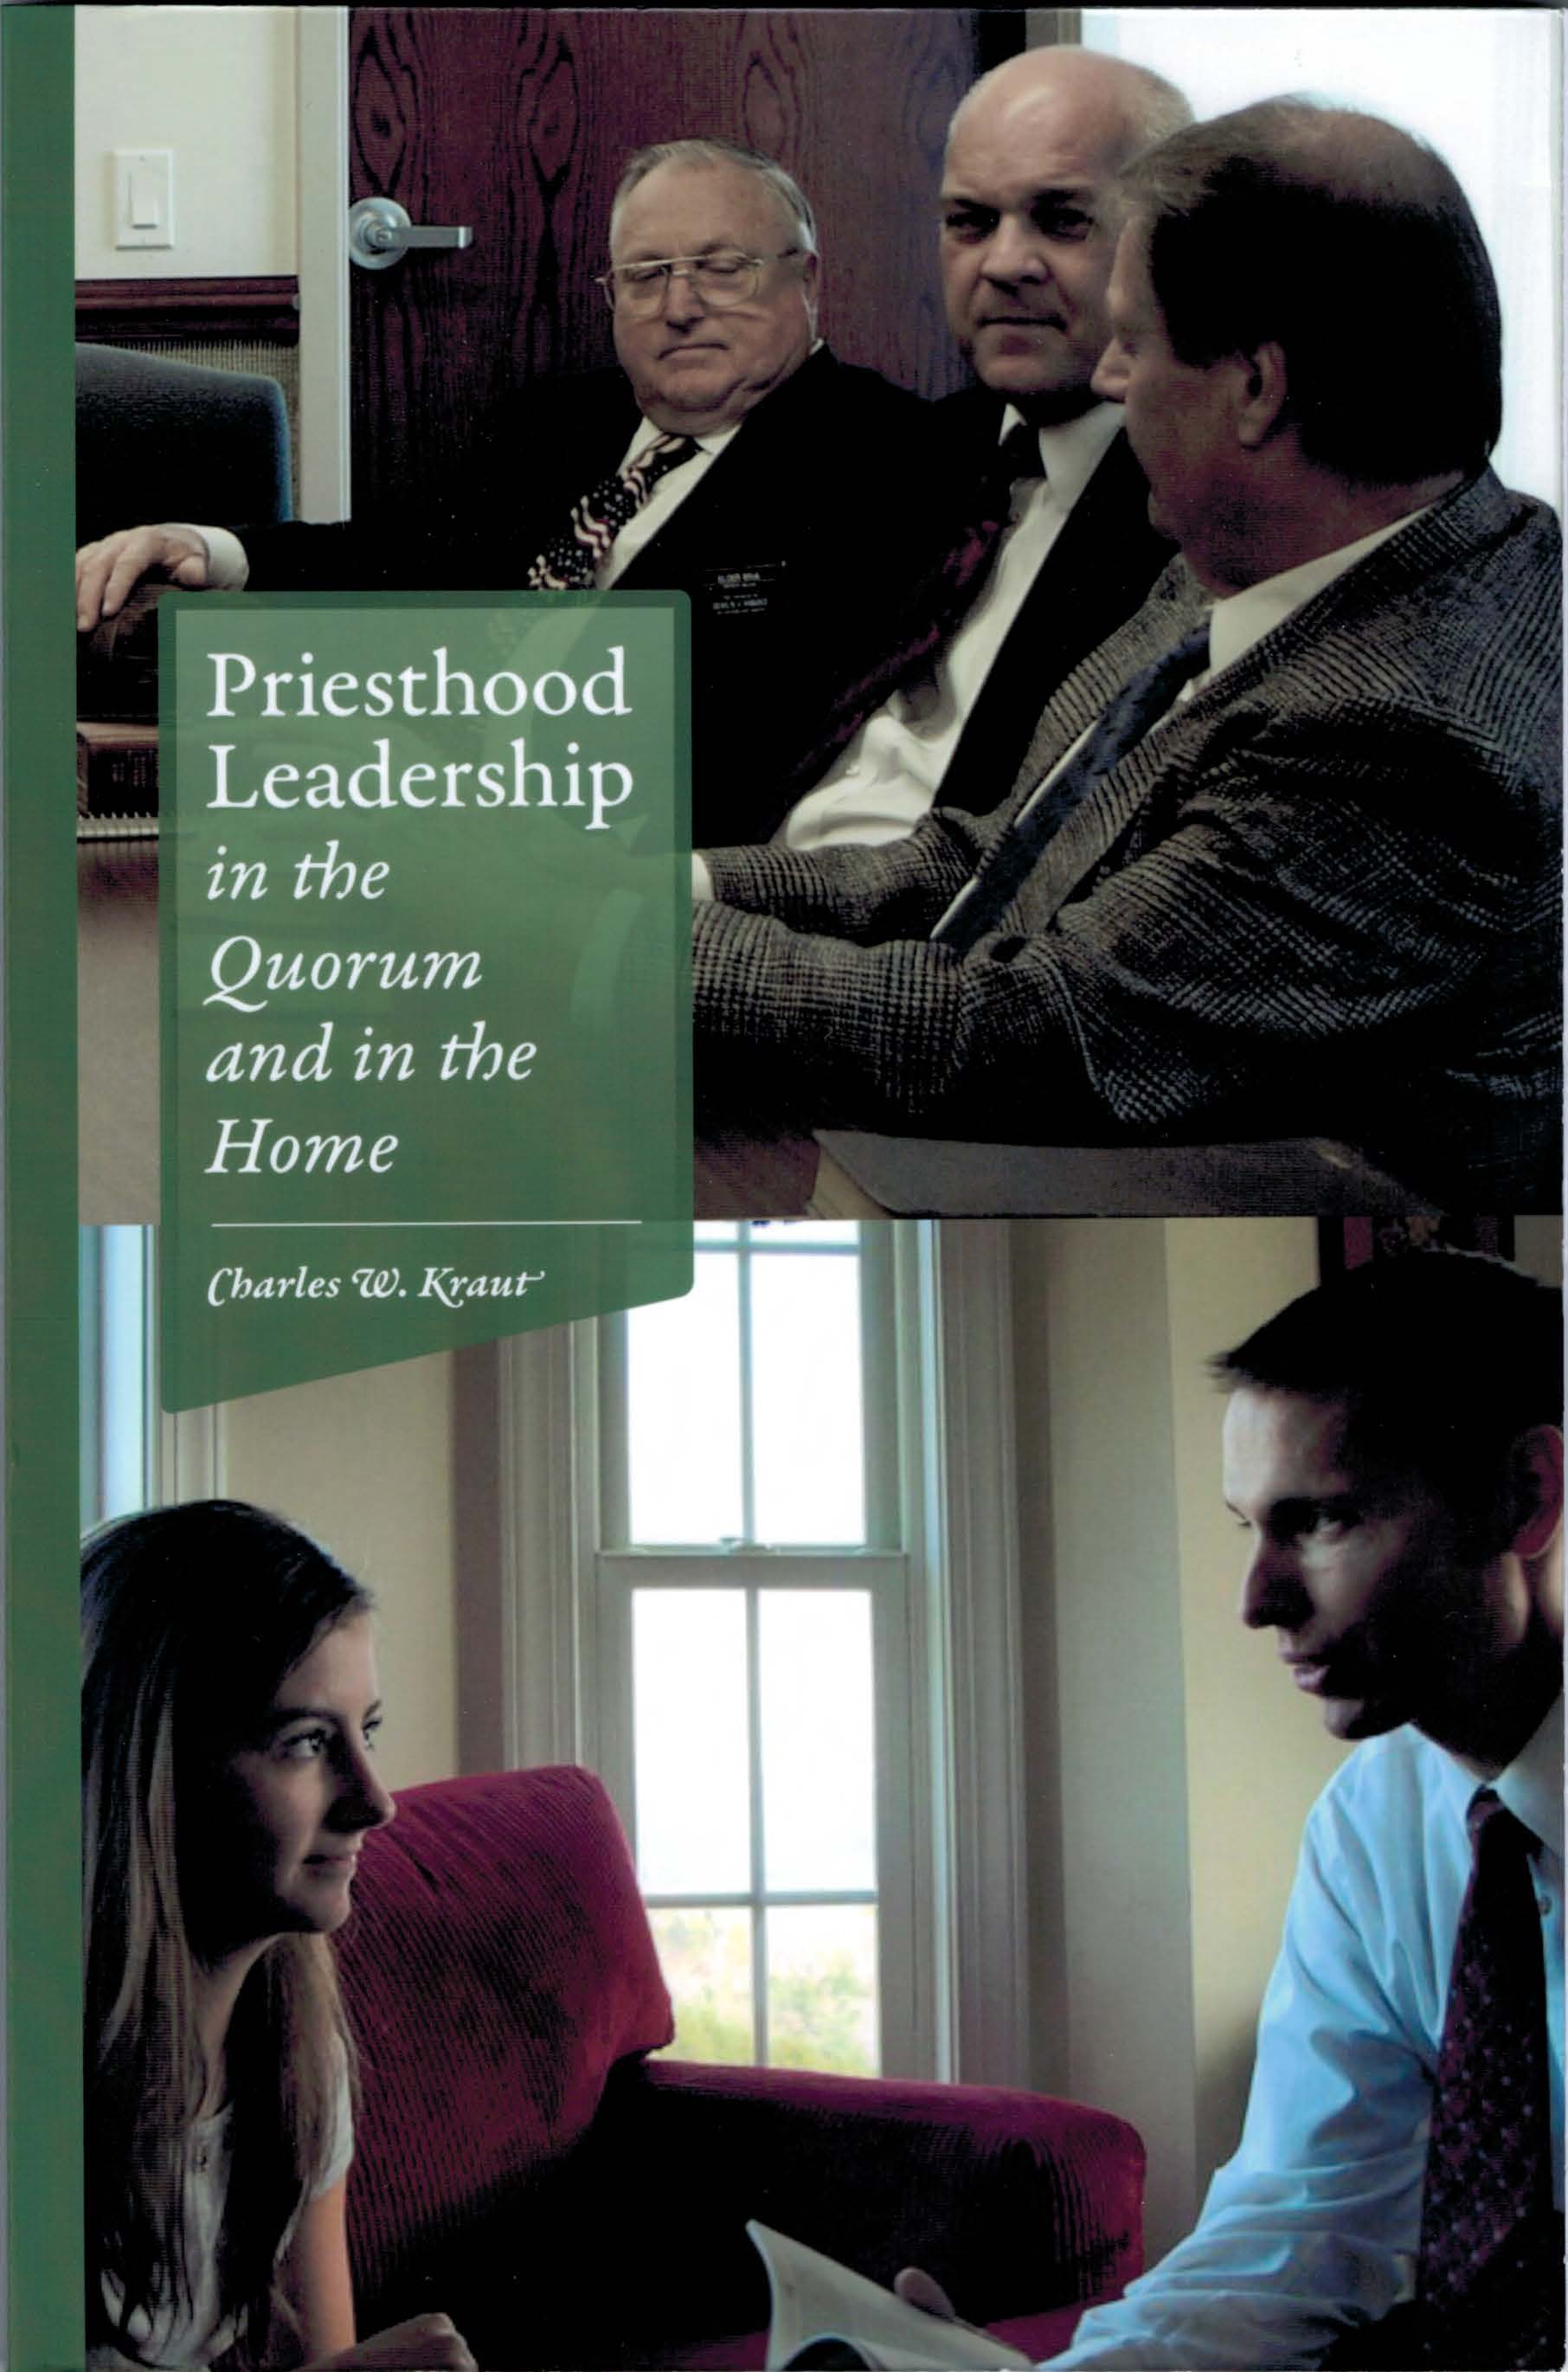 Priesthood
Leadership
in the
Quorum
and in the
Home
Charles W. Kraut